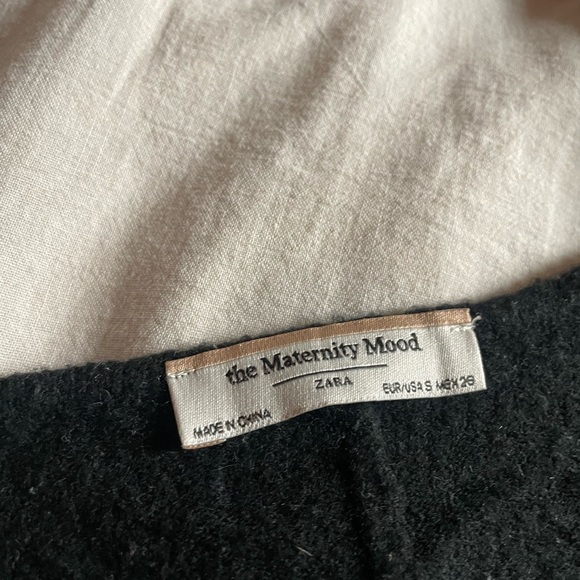 the Maternity Mood
ZARA
MADE IN CHINA
EUR/USA S MEX 26